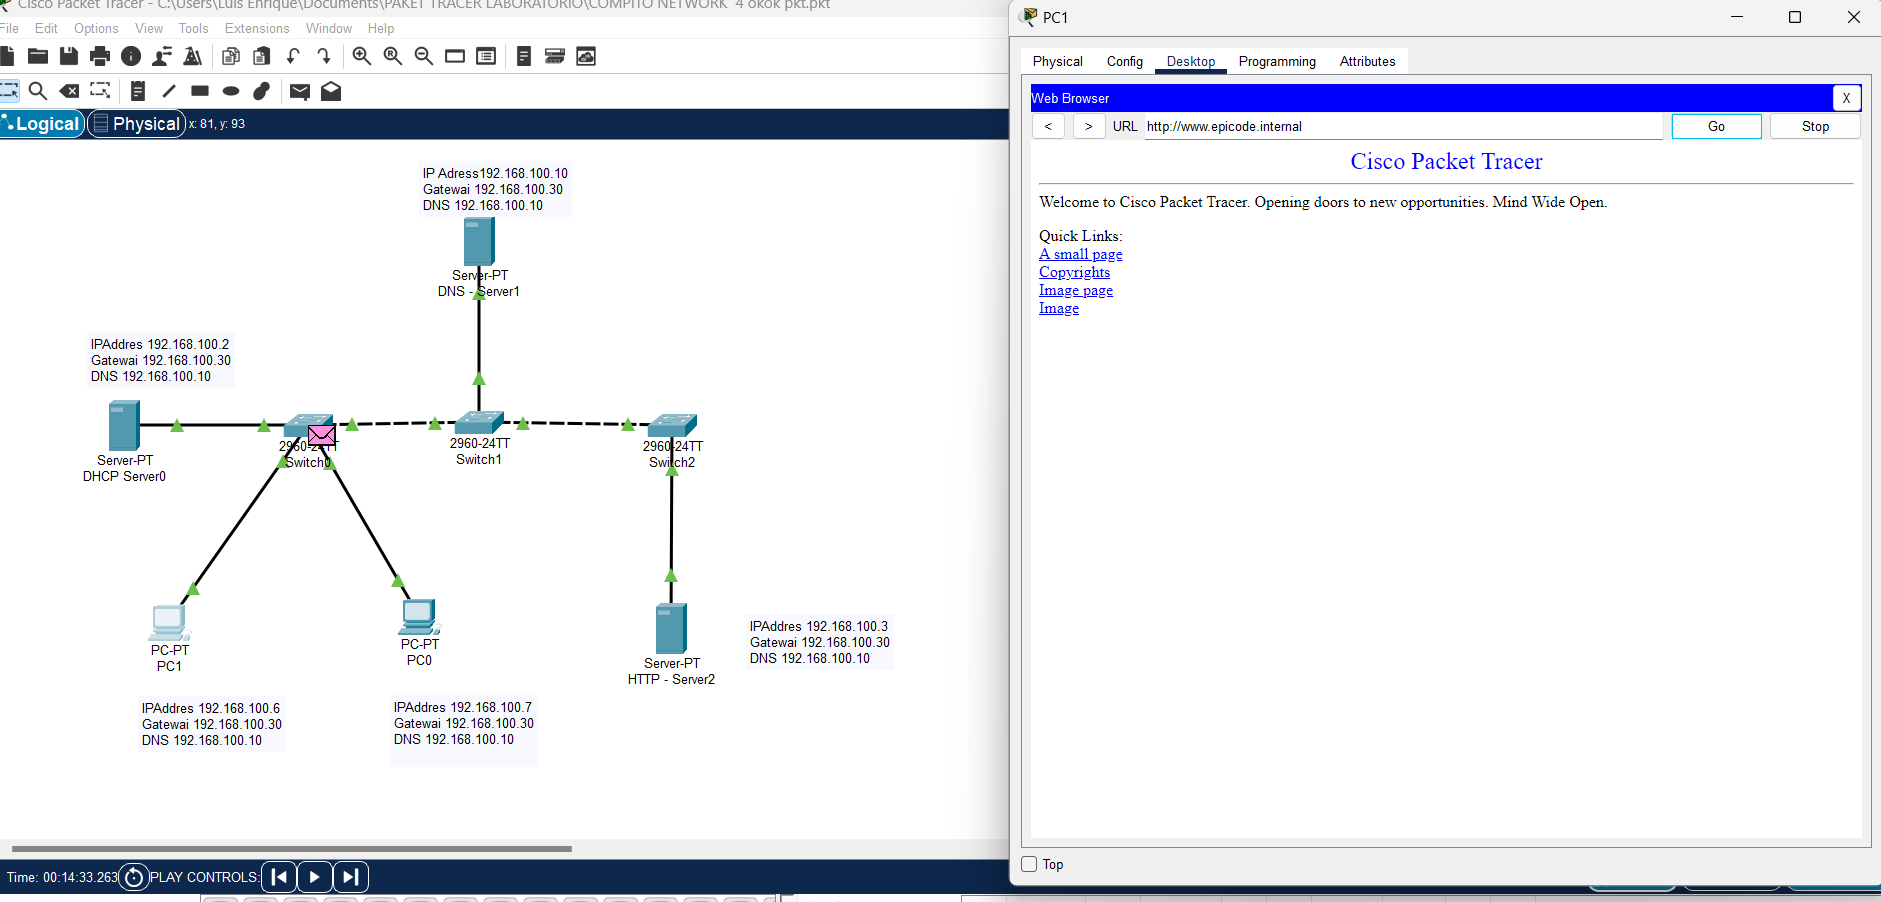 Cisco Packet Tracer - C:\Users\Luis Enrique\Documents\PAKET TRACER LABORATORIO\COMPITO NETWORK 4 okok pkt.pkt
File Edit Options View Tools Extensions Window Help
Logical Physical x: 81, y: 93
IP Adress192.168.100.10
Gatewai 192.168.100.30
DNS 192.168.100.10
Server-PT
DNS - Server1
IPAddres 192.168.100.2
Gatewai 192.168.100.30
DNS 192.168.100.10
Server-PT
DHCP Server0
2960-24TT
Switch0
2960-24TT
Switch1
2960-24TT
Switch2
PC-PT
PC1
PC-PT
PC0
Server-PT
HTTP - Server2
IPAddres 192.168.100.3
Gatewai 192.168.100.30
DNS 192.168.100.10
IPAddres 192.168.100.6
Gatewai 192.168.100.30
DNS 192.168.100.10
IPAddres 192.168.100.7
Gatewai 192.168.100.30
DNS 192.168.100.10
Time: 00:14:33.263 PLAY CONTROLS:
PC1
Physical Config Desktop Programming Attributes
Web Browser X
< > URL http://www.epicode.internal Go Stop
Cisco Packet Tracer
Welcome to Cisco Packet Tracer. Opening doors to new opportunities. Mind Wide Open.
Quick Links:
A small page
Copyrights
Image page
Image
Top